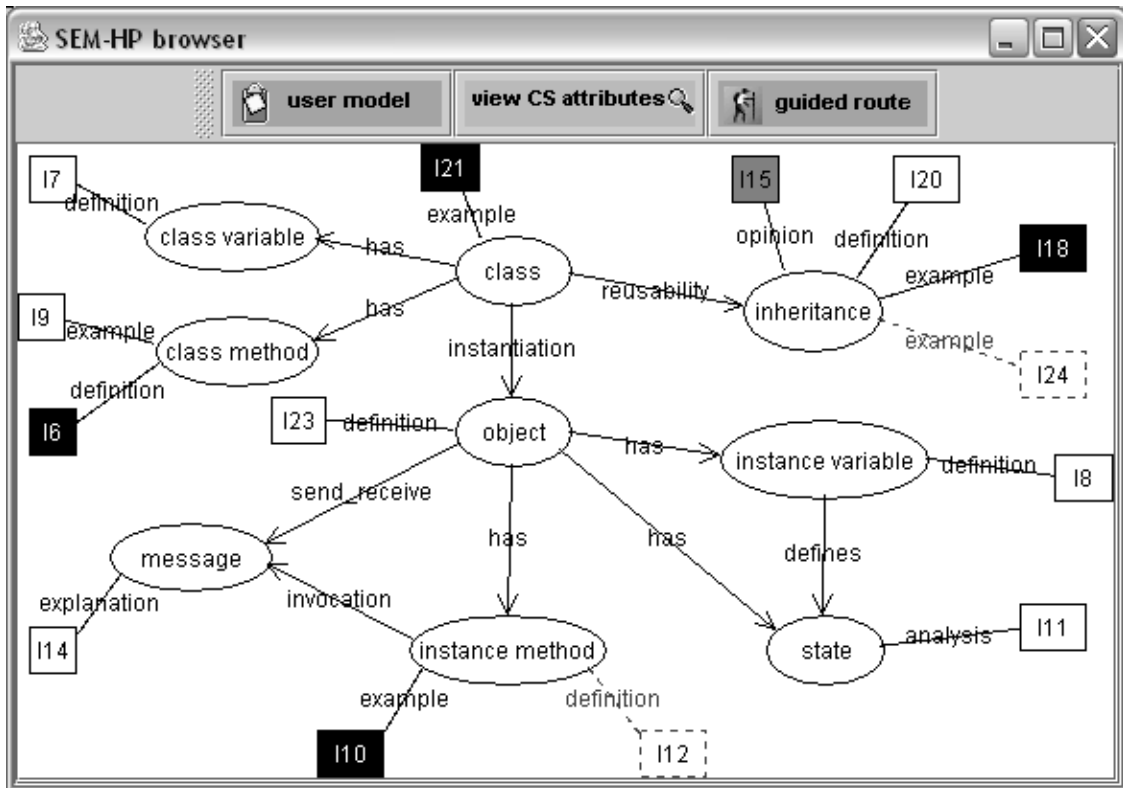 SEM-HP browser
user model
view CS attributes
guided route
I7
I21
I15
I20
definition
example
opinion
definition
I18
class variable
has
class
reusability
example
inheritance
I9
example
has
class method
instantiation
example
I24
definition
I6
I23
definition
object
has
instance variable
definition
I8
send_receive
has
has
defines
message
explanation
invocation
I14
instance method
state
analysis
I11
example
definition
I10
I12